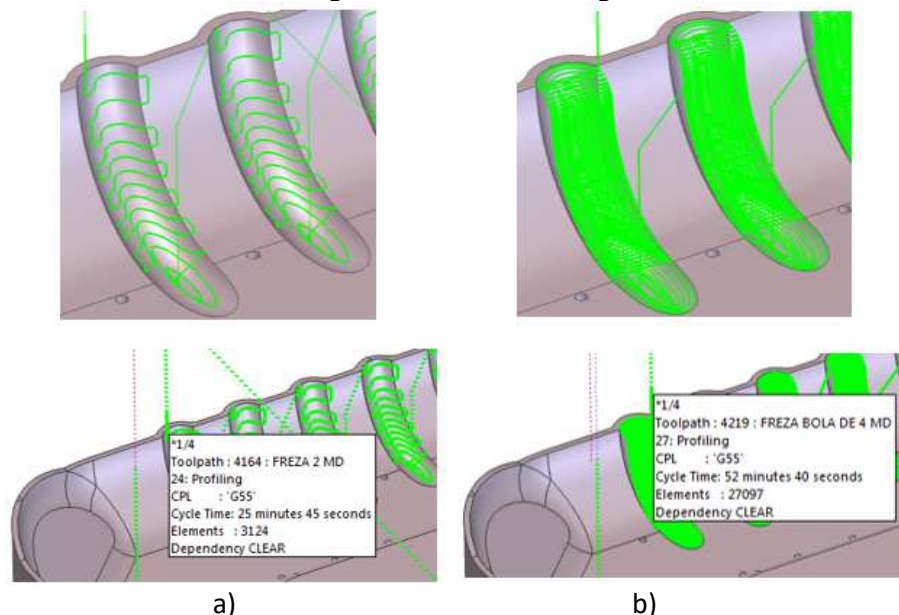 *1/4
Toolpath : 4164 : FREZA 2 MD
24: Profiling
CPL : 'G55'
Cycle Time: 25 minutes 45 seconds
Elements : 3124
Dependency CLEAR
*1/4
Toolpath : 4219 : FREZA BOLA DE 4 MD
27: Profiling
CPL : 'G55'
Cycle Time: 52 minutes 40 seconds
Elements : 27097
Dependency CLEAR
a)
b)